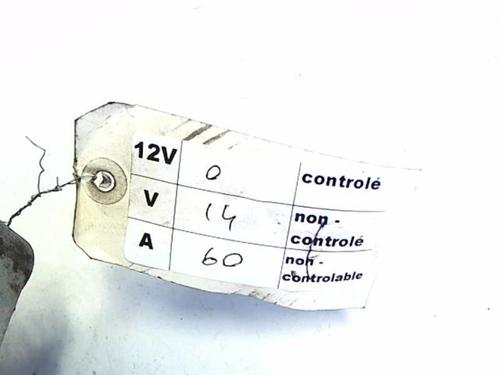 12V 0 controlé
V 14 non -
controlé
A 60 non -
controlable